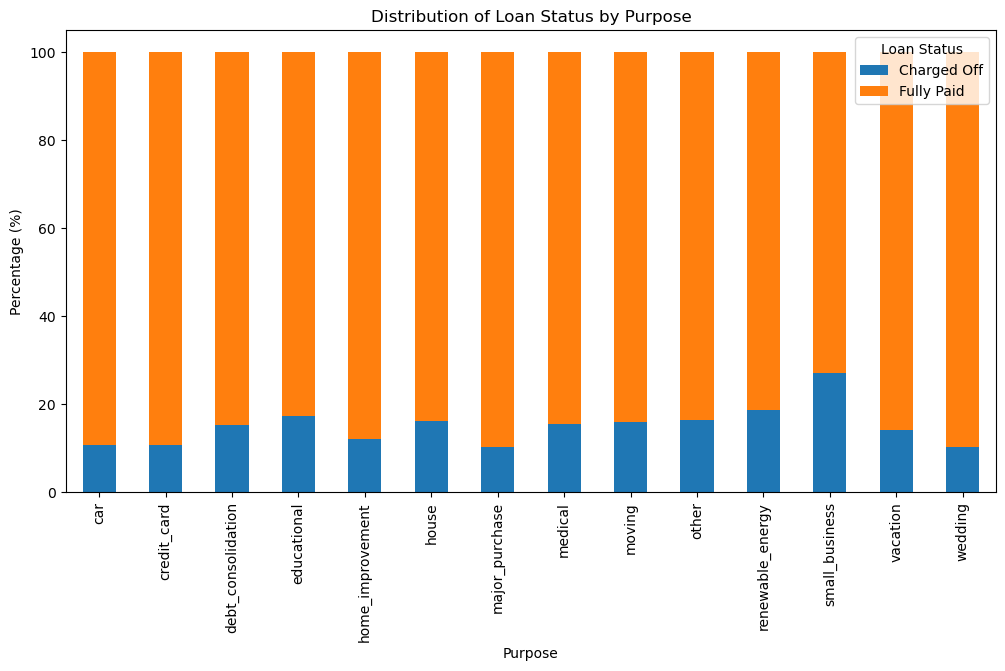 Distribution of Loan Status by Purpose
Loan Status
Charged Off
Fully Paid
Percentage (%)
100
80
60
40
20
0
car
credit_card
debt_consolidation
educational
home_improvement
house
major_purchase
medical
moving
other
renewable_energy
small_business
vacation
wedding
Purpose